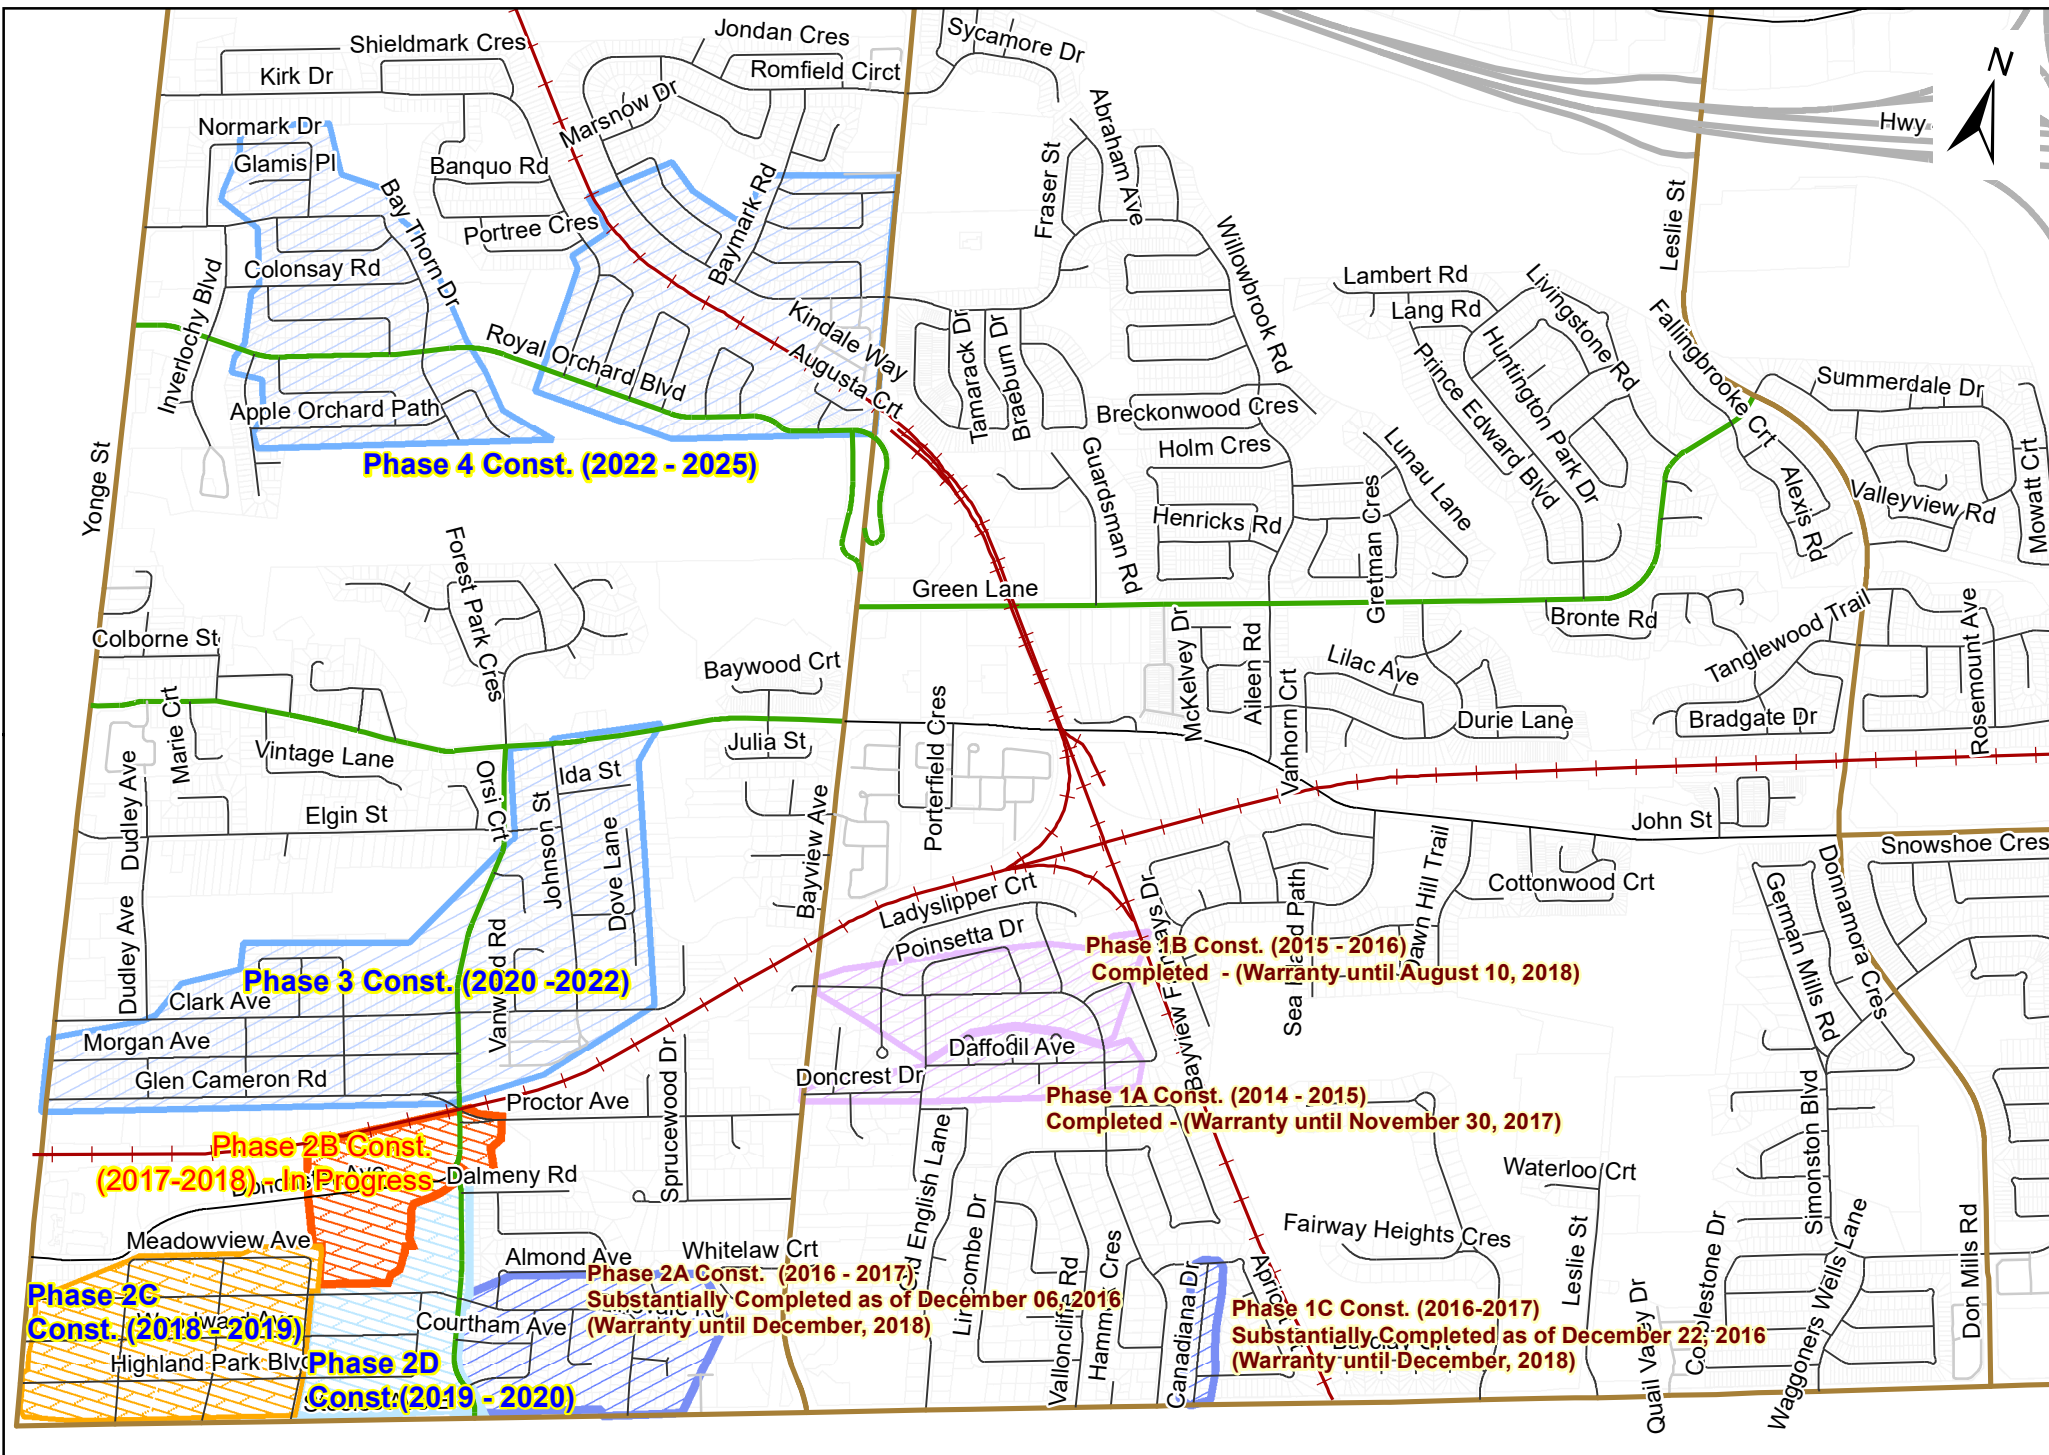 Shieldmark Cres
Jondan Cres
Sycamore Dr
Kirk Dr
Romfield Circt
N
Marsnow Dr
Abraham Ave
Hwy
Normark Dr
Glamis Pl
Banquo Rd
Bay Thorn Dr
Baymark Rd
Fraser St
Leslie St
Portree Cres
Willowbrook Rd
Colonsay Rd
Inverlochy Blvd
Lambert Rd
Livingstone Rd
Lang Rd
Fallingbrooke Crt
Royal Orchard Blvd
Kindale Way
Augusta Crt
Tamarack Dr
Braeburn Dr
Prince Edward Blvd
Huntington Park Dr
Summerdale Dr
Apple Orchard Path
Breckonwood Cres
Holm Cres
Guardsman Rd
Lunau Lane
Alexis Rd
Valleyview Rd
Mowatt Crt
Yonge St
Phase 4 Const. (2022 - 2025)
Henricks Rd
Gretman Cres
Forest Park Cres
Green Lane
Bronte Rd
Tanglewood Trail
Rosemount Ave
Colborne St
Baywood Crt
McKelvey Dr
Aileen Rd
Lilac Ave
Marie Crt
Porterfield Cres
Vanhorn Crt
Durie Lane
Bradgate Dr
Vintage Lane
Julia St
Dudley Ave
Orsi Crt
Ida St
Elgin St
Johnson St
Dove Lane
Bayview Ave
John St
Snowshoe Cres
Dudley Ave
Ladyslipper Crt
Dawn Hill Trail
Cottonwood Crt
German Mills Rd
Donnamora Cres
Poinsetta Dr
Phase 1B Const. (2015 - 2016)
Completed - (Warranty until August 10, 2018)
Phase 3 Const. (2020 -2022)
Clark Ave
Morgan Ave
Daffodil Ave
Glen Cameron Rd
Doncrest Dr
Proctor Ave
Sprucewood Dr
Phase 1A Const. (2014 - 2015)
Completed - (Warranty until November 30, 2017)
Simonston Blvd
Phase 2B Const.
(2017-2018) - In Progress
Dalmeny Rd
Waterloo Crt
Meadowview Ave
Almond Ave
Whitelaw Crt
Fairway Heights Cres
Leslie St
Don Mills Rd
Waggoners Wells Lane
Phase 2A Const. (2016 - 2017)
Substantially Completed as of December 06, 2016
(Warranty until December, 2018)
Phase 2C
Const. (2018 - 2019)
Courtham Ave
Highland Park Blvd
Phase 2D
Const.(2019 - 2020)
Hammok Cres
Canadiana Dr
Phase 1C Const. (2016-2017)
Substantially Completed as of December 22, 2016
(Warranty until December, 2018)
Quail Valley Dr